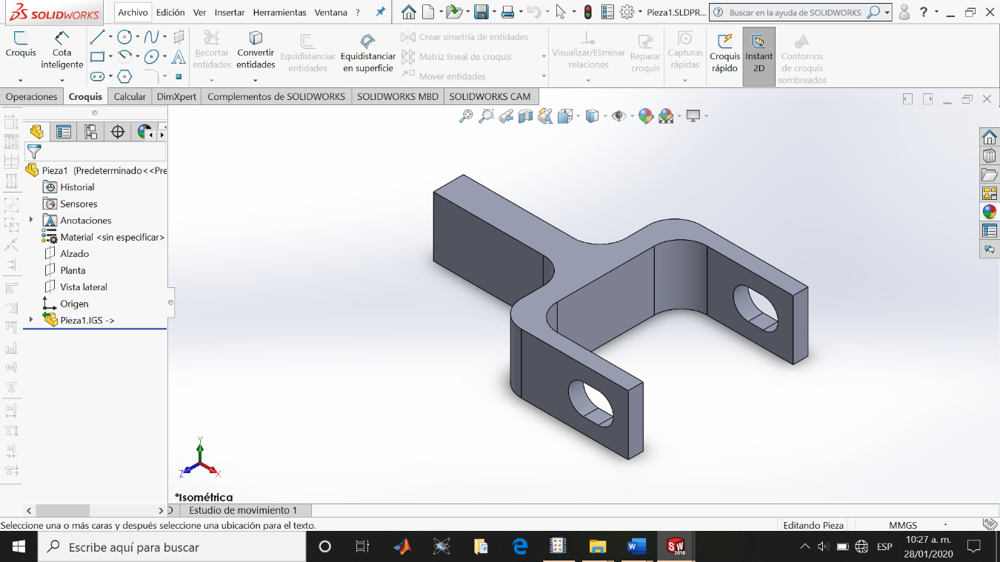 SOLIDWORKS
Archivo Edición Ver Insertar Herramientas Ventana ?
Pieza1.SLDPR...
Buscar en la ayuda de SOLIDWORKS
?
Croquis
Cota inteligente
Recortar entidades
Convertir entidades
Equidistanciar entidades
Equidistanciar en superficie
Crear simetría de entidades
Matriz lineal de croquis
Mover entidades
Visualizar/Eliminar relaciones
Reparar croquis
Capturas rápidas
Croquis rápido
Instant 2D
Contornos de croquis sombreados
Operaciones Croquis Calcular DimXpert Complementos de SOLIDWORKS SOLIDWORKS MBD SOLIDWORKS CAM
Pieza1 (Predeterminado<<Pre
Historial
Sensores
Anotaciones
Material <sin especificar>
Alzado
Planta
Vista lateral
Origen
Pieza1.IGS ->
Y
Z X
*Isométrica
Estudio de movimiento 1
Seleccione una o más caras y después seleccione una ubicación para el texto.
Editando Pieza MMGS
Escribe aquí para buscar
SW 2018
ESP
10:27 a. m.
28/01/2020